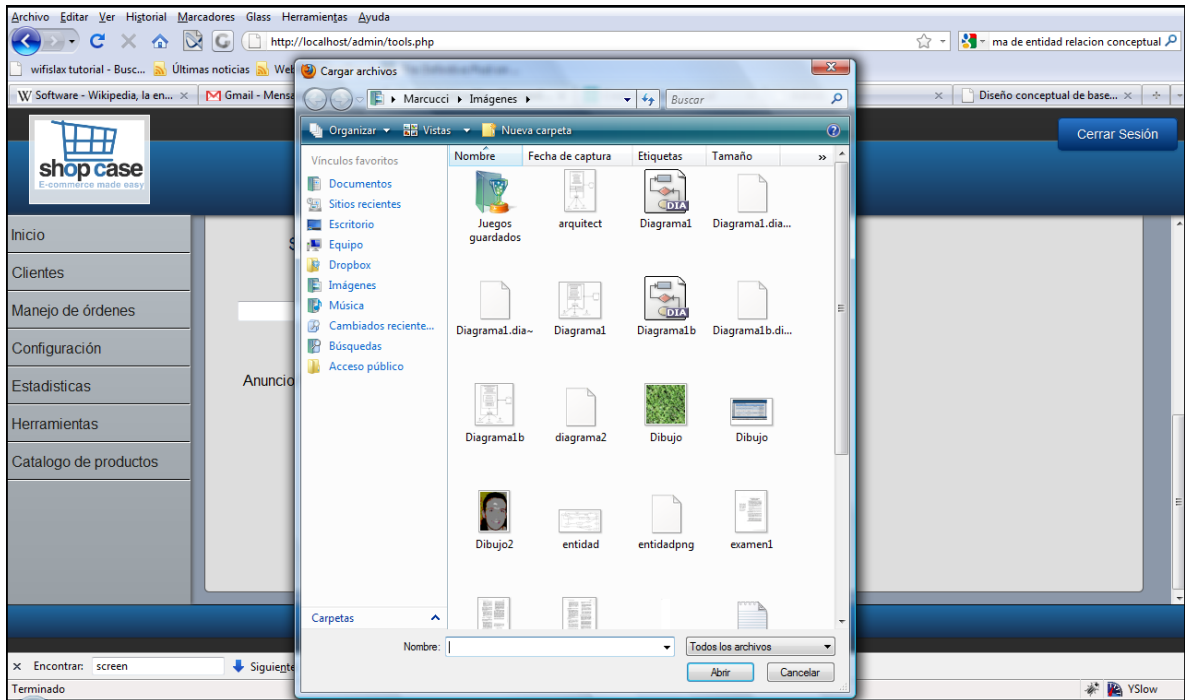 Archivo Editar Ver Historial Marcadores Glass Herramientas Ayuda
http://localhost/admin/tools.php
ma de entidad relacion conceptual
wifislax tutorial - Busc... Últimas noticias
W Software - Wikipedia, la en...
Gmail - Mensa
Diseño conceptual de base...
shop case
E-commerce made easy
Cerrar Sesión
Inicio
Clientes
Manejo de órdenes
Configuración
Estadisticas
Herramientas
Catalogo de productos
Anuncio
Cargar archivos
Marcucci Imágenes
Buscar
Organizar Vistas Nueva carpeta
Vínculos favoritos
Documentos
Sitios recientes
Escritorio
Equipo
Dropbox
Imágenes
Música
Cambiados reciente...
Búsquedas
Acceso público
Carpetas
Nombre Fecha de captura Etiquetas Tamaño »
Juegos guardados
arquitect
Diagrama1
Diagrama1.dia...
Diagrama1.dia~
Diagrama1
Diagrama1b
Diagrama1b.di...
Diagrama1b
diagrama2
Dibujo
Dibujo
Dibujo2
entidad
entidadpng
examen1
DIA
DIA
Nombre:
Todos los archivos
Abrir
Cancelar
Encontrar: screen
Siguiente
Terminado
YSlow